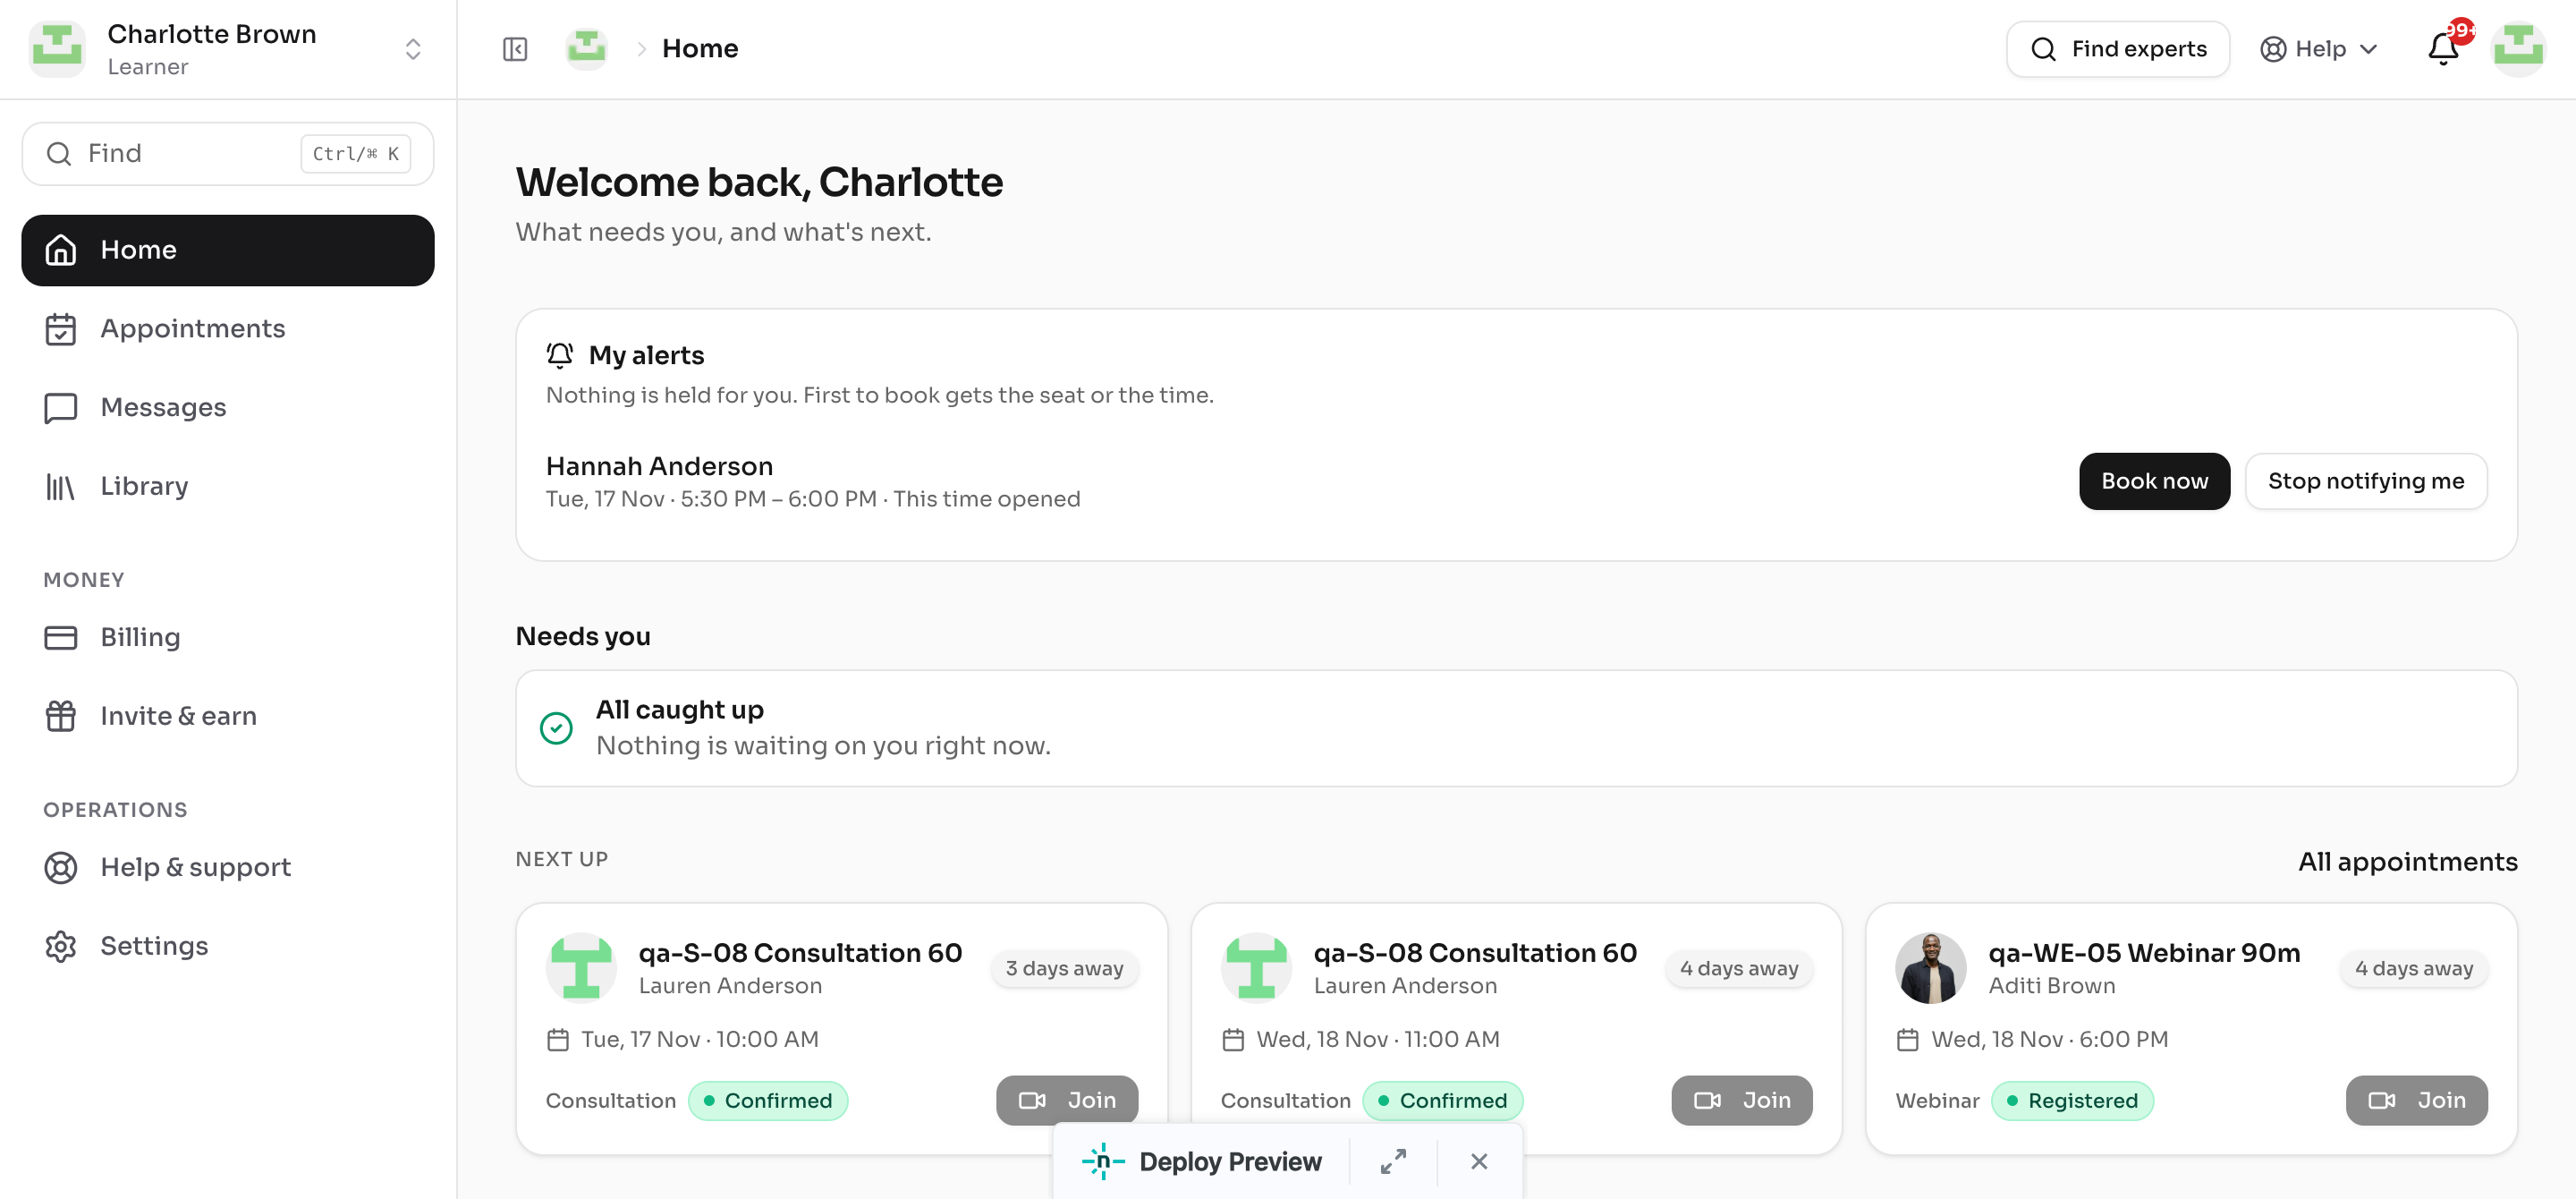 Charlotte Brown
Learner
Find
Ctrl/⌘ K
Home
Appointments
Messages
Library
MONEY
Billing
Invite & earn
OPERATIONS
Help & support
Settings
Home
Find experts
Help
99+
Welcome back, Charlotte
What needs you, and what's next.
My alerts
Nothing is held for you. First to book gets the seat or the time.
Hannah Anderson
Tue, 17 Nov · 5:30 PM – 6:00 PM · This time opened
Book now
Stop notifying me
Needs you
All caught up
Nothing is waiting on you right now.
NEXT UP
All appointments
qa-S-08 Consultation 60
Lauren Anderson
3 days away
Tue, 17 Nov · 10:00 AM
Consultation
Confirmed
Join
qa-S-08 Consultation 60
Lauren Anderson
4 days away
Wed, 18 Nov · 11:00 AM
Consultation
Confirmed
Join
qa-WE-05 Webinar 90m
Aditi Brown
4 days away
Wed, 18 Nov · 6:00 PM
Webinar
Registered
Join
n
Deploy Preview